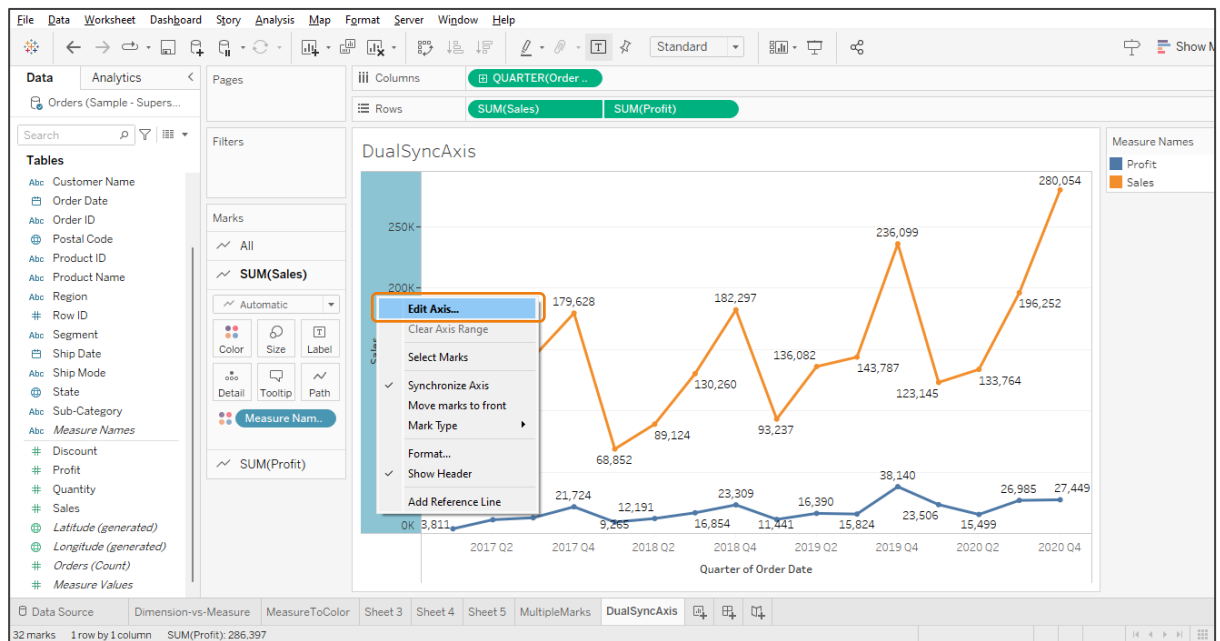 File Data Worksheet Dashboard Story Analysis Map Format Server Window Help
Standard
Show M
Data Analytics
Orders (Sample - Supers...
Search
Tables
Abc Customer Name
Order Date
Abc Order ID
Postal Code
Abc Product ID
Abc Product Name
Abc Region
# Row ID
Abc Segment
Ship Date
Abc Ship Mode
State
Abc Sub-Category
Abc Measure Names
# Discount
# Profit
# Quantity
# Sales
Latitude (generated)
Longitude (generated)
# Orders (Count)
# Measure Values
Pages
Filters
Marks
All
SUM(Sales)
Automatic
Color Size Label
Detail Tooltip Path
Measure Nam..
SUM(Profit)
Columns QUARTER(Order ..
Rows SUM(Sales) SUM(Profit)
DualSyncAxis
280,054
250K
236,099
200K
179,628
182,297
196,252
Edit Axis...
Clear Axis Range
Select Marks
Synchronize Axis
Move marks to front
Mark Type
Format...
Show Header
Add Reference Line
136,082
143,787
130,260
123,145
133,764
89,124
93,237
68,852
38,140
21,724
12,191
23,309
16,390
26,985
27,449
0K
3,811
9,265
16,854
11,441
15,824
23,506
15,499
2017 Q2 2017 Q4 2018 Q2 2018 Q4 2019 Q2 2019 Q4 2020 Q2 2020 Q4
Quarter of Order Date
Measure Names
Profit
Sales
Data Source Dimension-vs-Measure MeasureToColor Sheet 3 Sheet 4 Sheet 5 MultipleMarks DualSyncAxis
32 marks 1 row by 1 column SUM(Profit): 286,397